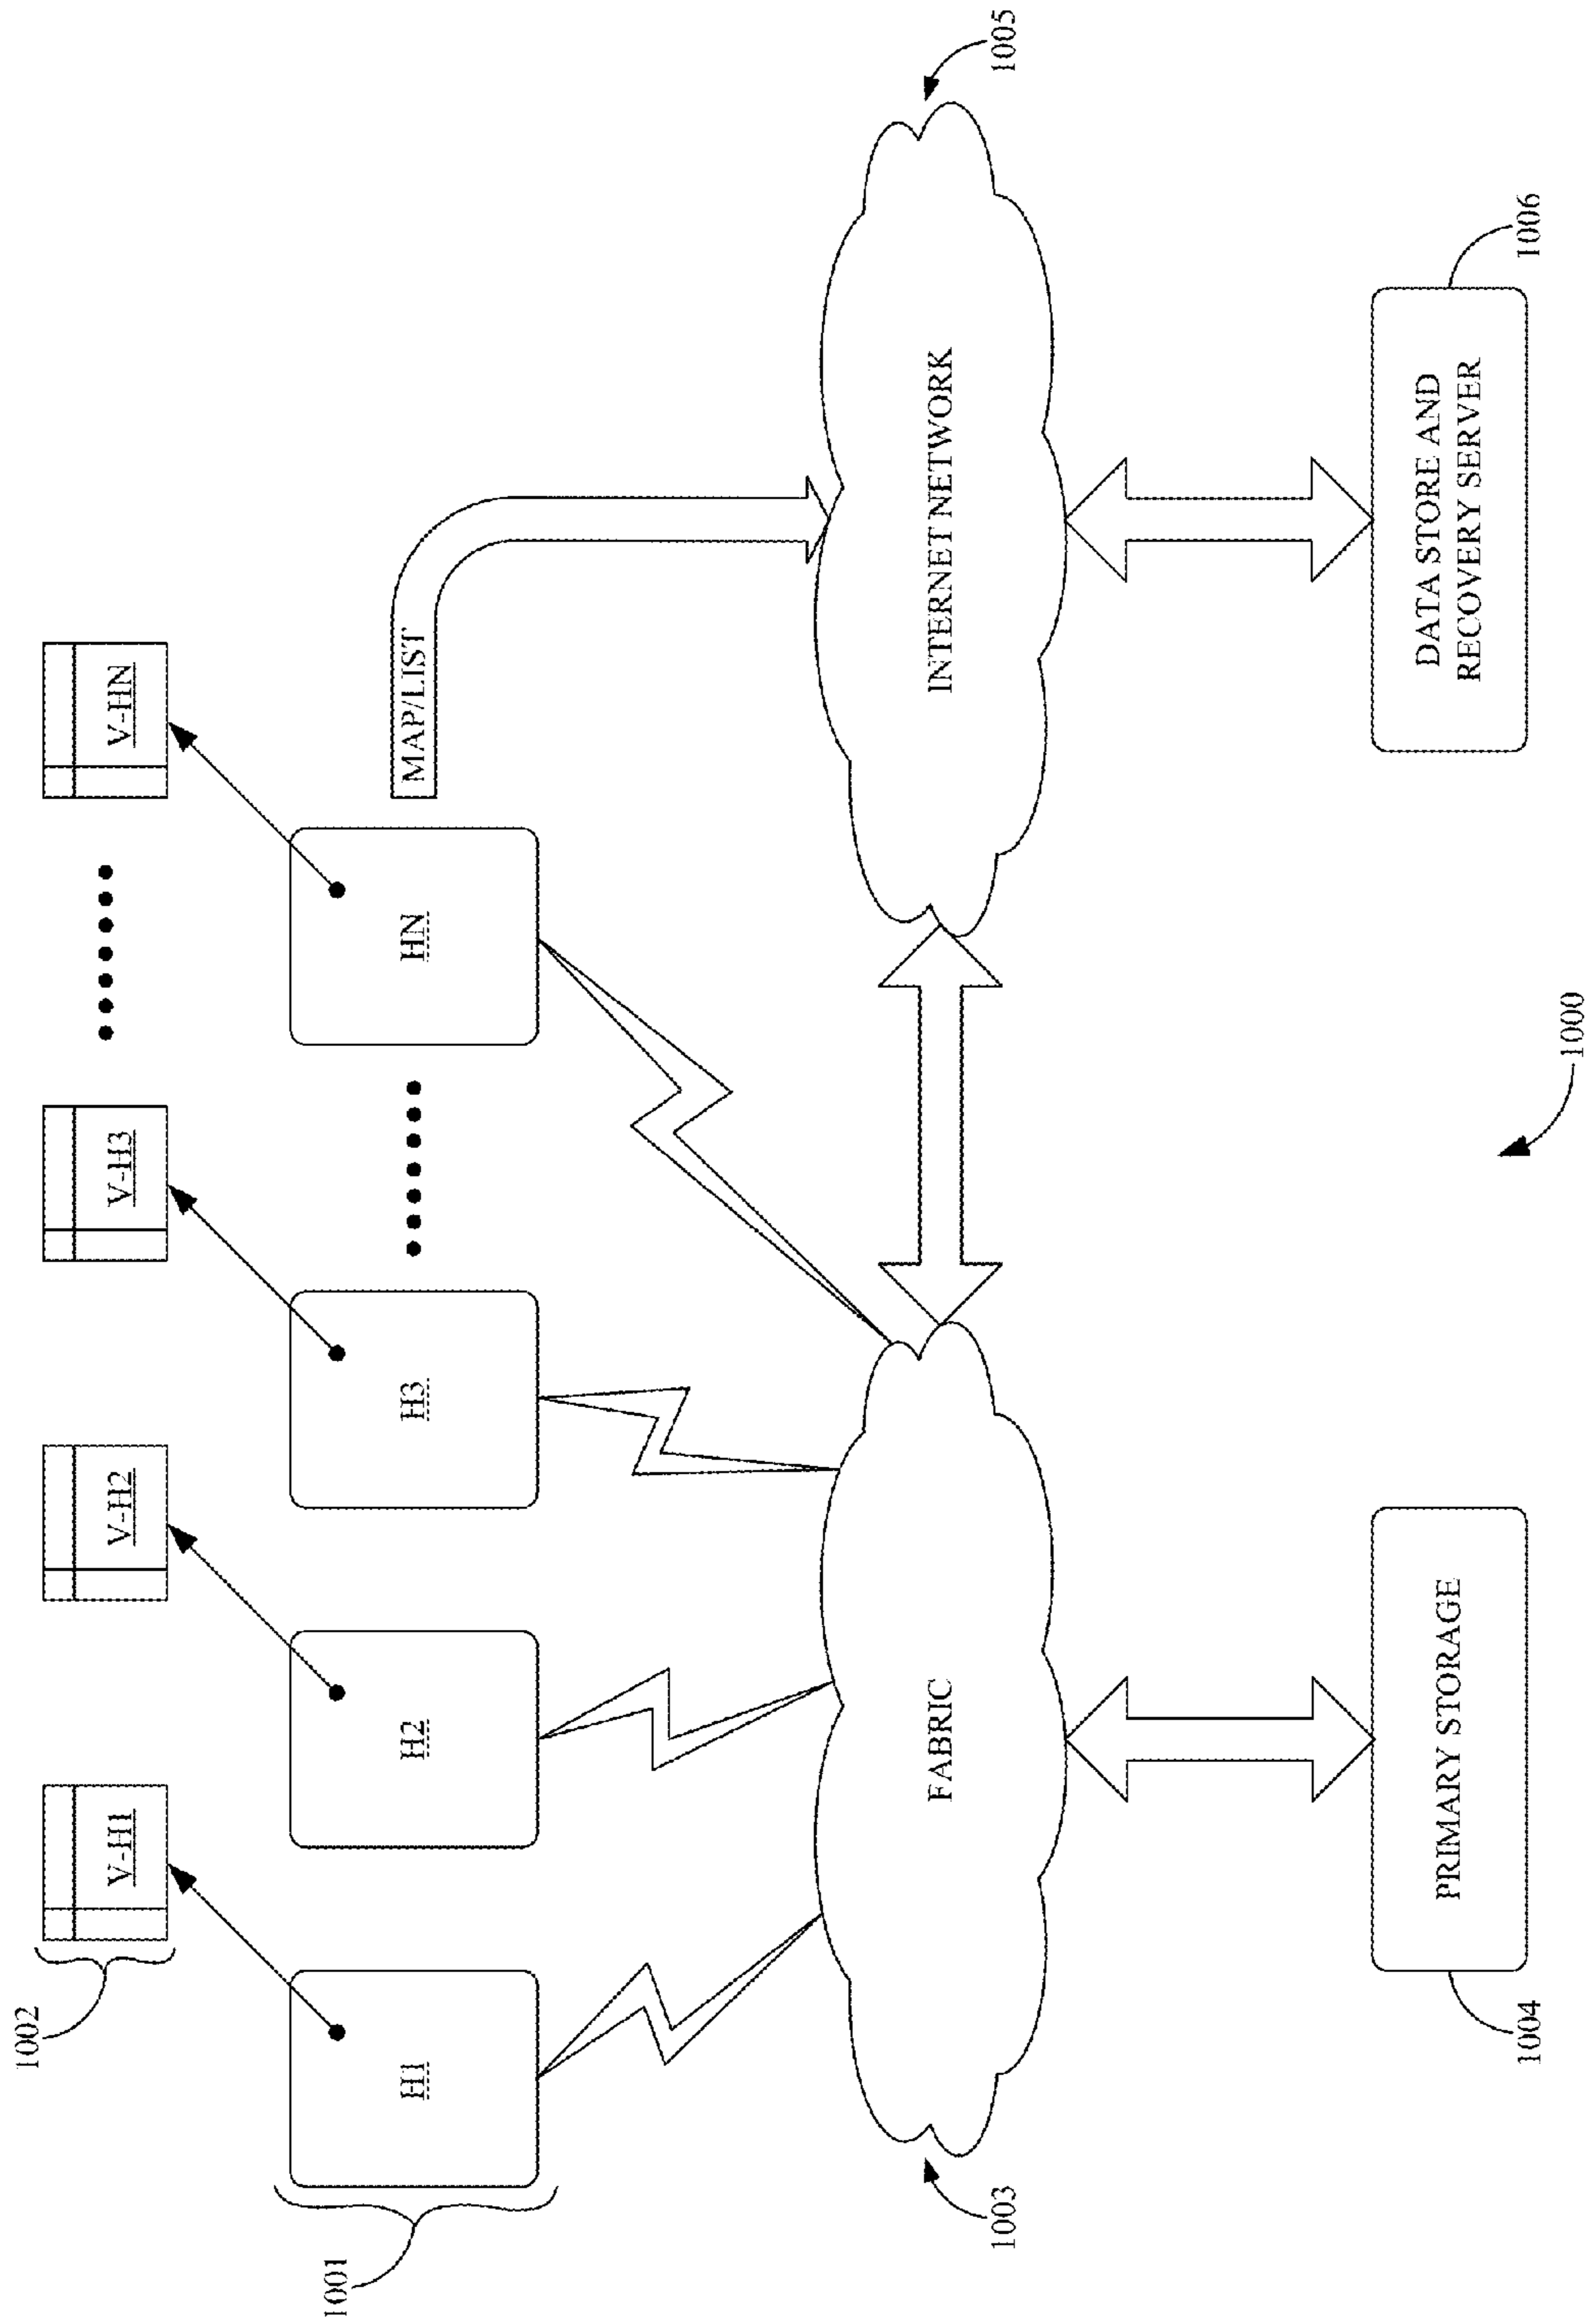 1002
V-H1
V-H2
V-H3
V-HN
1001
H1
H2
H3
HN
MAP/LIST
1003
FABRIC
INTERNET NETWORK
1005
1004
PRIMARY STORAGE
DATA STORE AND
RECOVERY SERVER
1006
1000